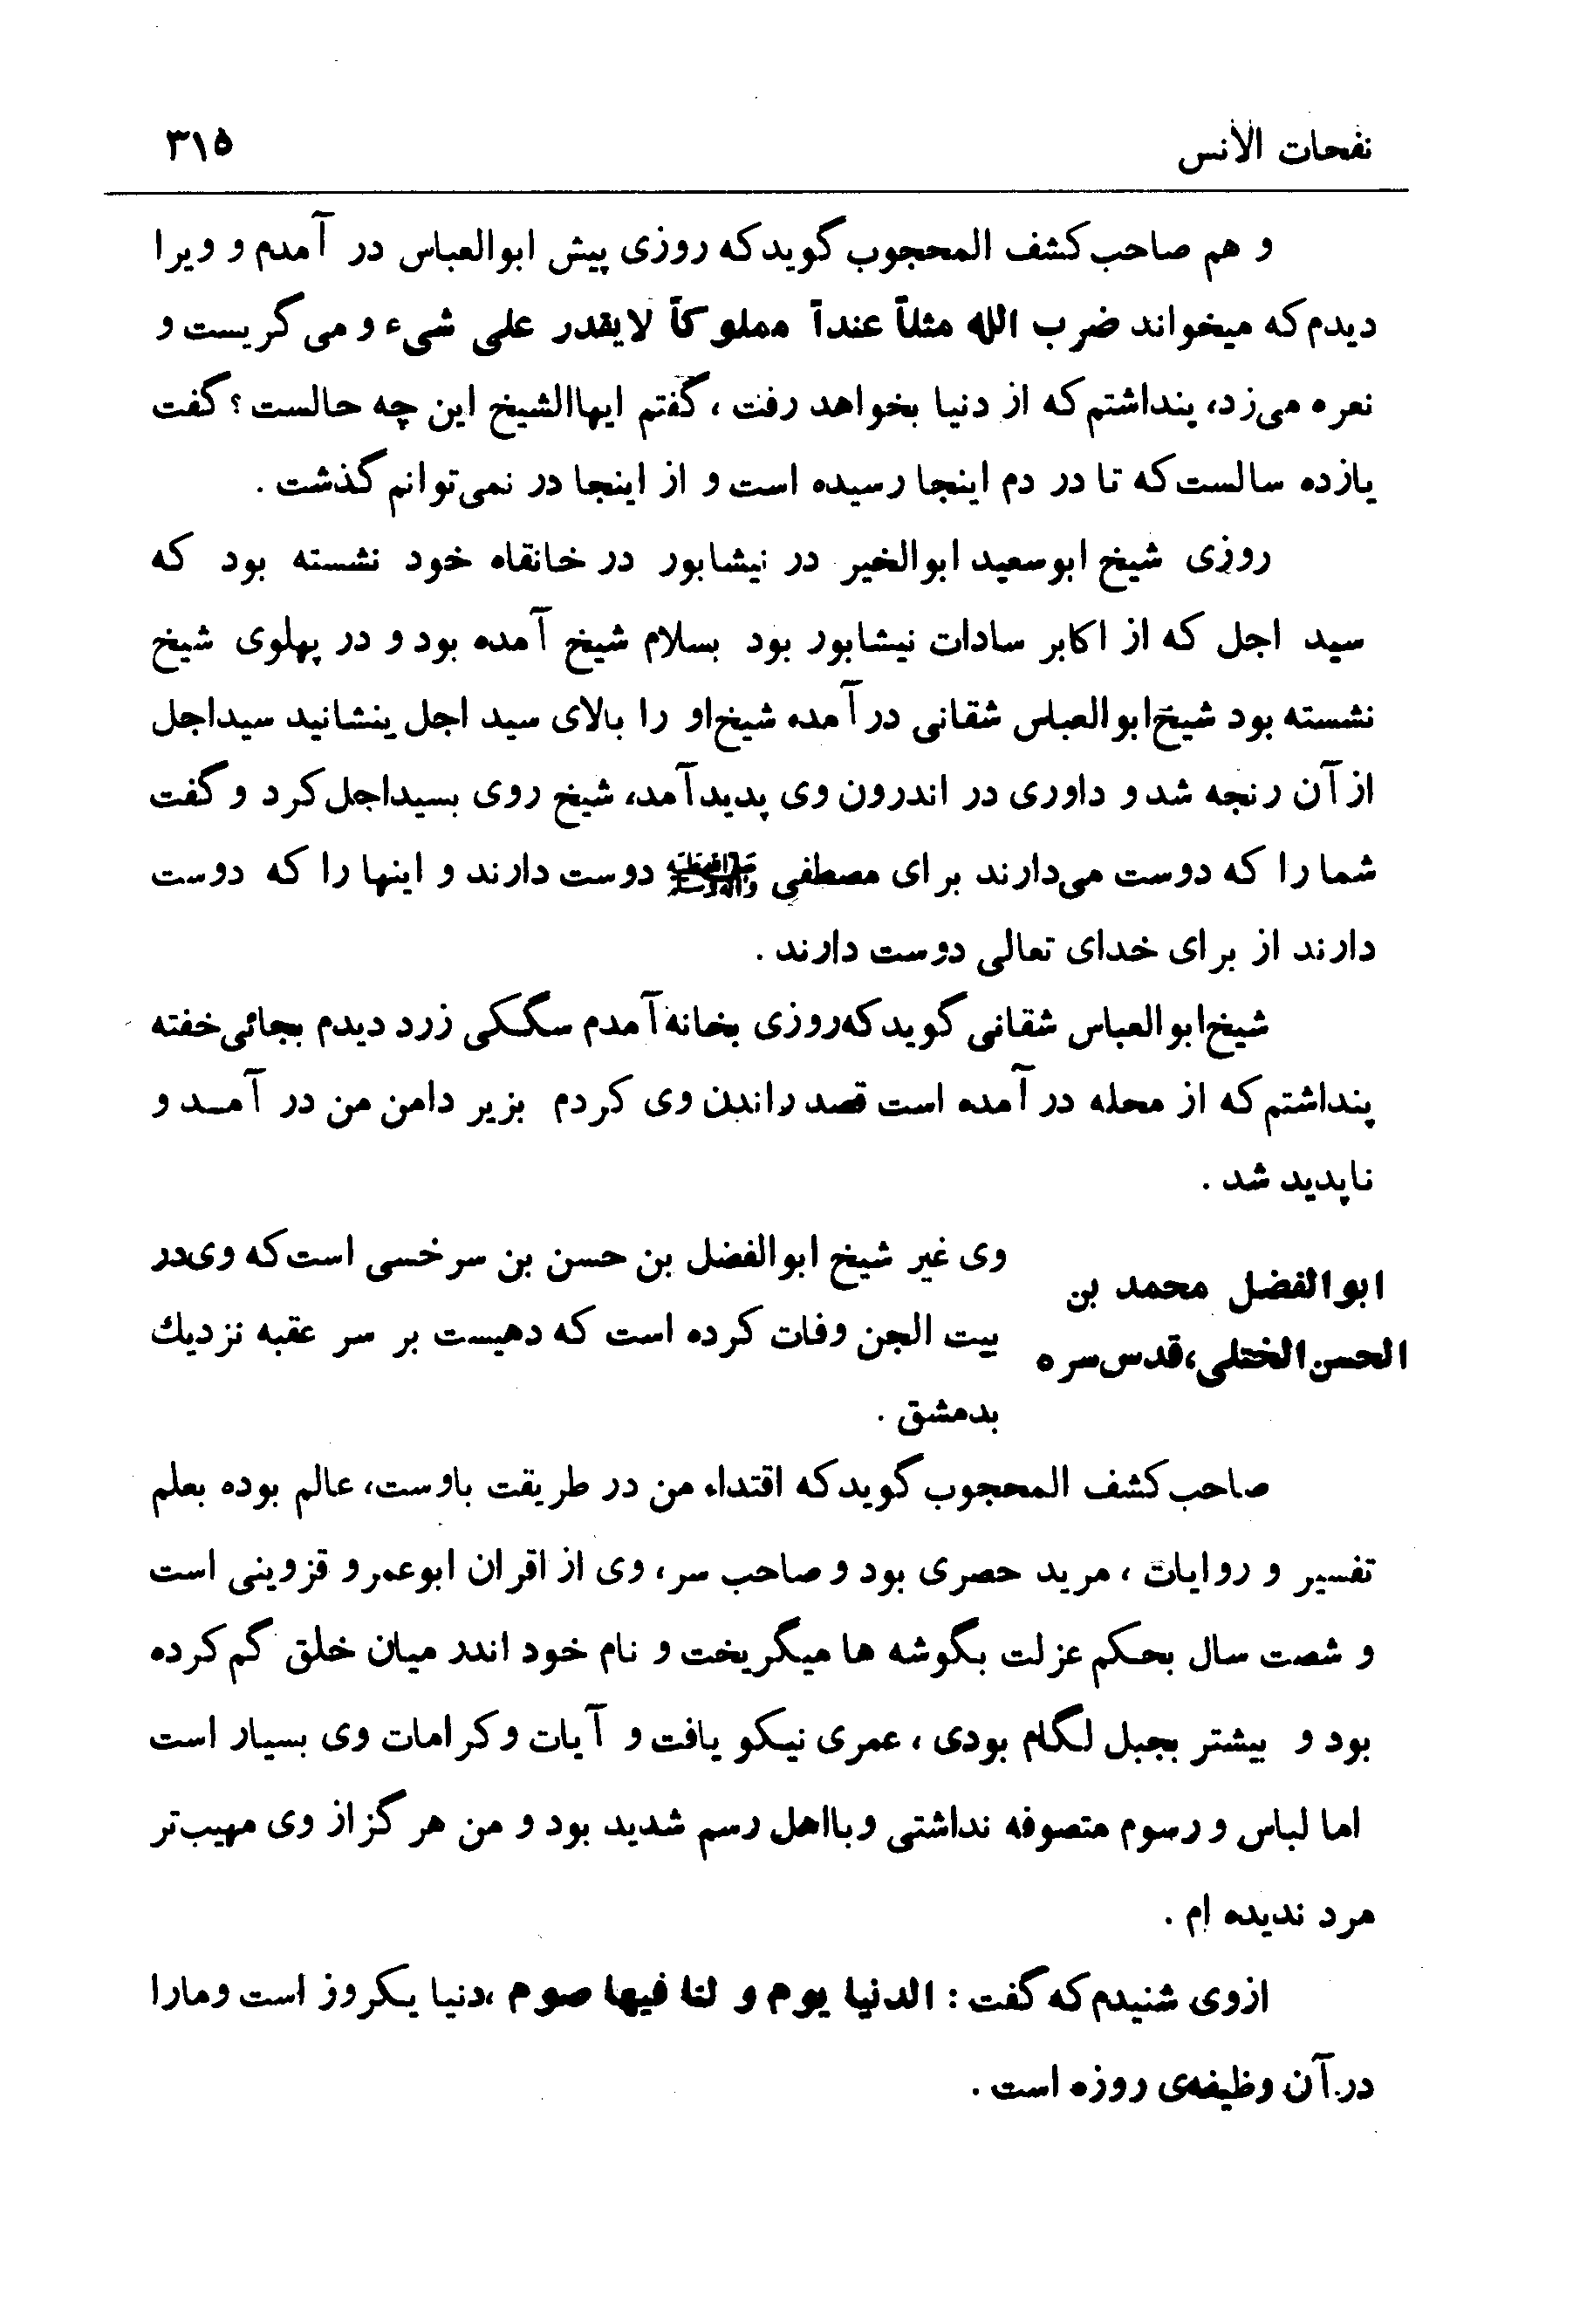 نفحات الانس ۳۱۵
و هم صاحب کشف المحجوب گوید که روزی پیش ابوالعباس در آمدم و ویرا
دیدم که میخواند ضرب الله مثلاً عنداً مملوکاً لایقدر علی شیء و می گریست و
نعره می‌زد، پنداشتم که از دنیا بخواهد رفت ، گفتم ایهاالشیخ این چه حالست ؟ گفت
یازده سالست که تا در دم اینجا رسیده است و از اینجا در نمی‌توانم گذشت .
روزی شیخ ابوسعید ابوالخیر در نیشابور در خانقاه خود نشسته بود که
سید اجل که از اکابر سادات نیشابور بود بسلام شیخ آمده بود و در پهلوی شیخ
نشسته بود شیخ ابوالعباس شقانی در آمده شیخ او را بالای سید اجل ینشانید سیداجل
از آن رنجه شد و داوری در اندرون وی پدیدآمد، شیخ روی بسیداجل کرد و گفت
شما را که دوست می‌دارند برای مصطفی صلی الله علیه و آله و سلم دوست دارند و اینها را که دوست
دارند از برای خدای تعالی دوست دارند .
شیخ ابوالعباس شقانی گوید که روزی بخانه آمدم سگکی زرد دیدم بجائی خفته
پنداشتم که از محله در آمده است قصد راندن وی کردم بزیر دامن من در آمد و
ناپدید شد .
ابوالفضل محمد بن
الحسن الختلی، قدس سره
وی غیر شیخ ابوالفضل بن حسن بن سرخسی است که وی در
بیت الجن وفات کرده است که دهیست بر سر عقبه نزدیك
بدمشق .
صاحب کشف المحجوب گوید که اقتداء من در طریقت باوست، عالم بوده بعلم
تفسیر و روایات ، مرید حصری بود و صاحب سر، وی از اقران ابوعمرو قزوینی است
و شصت سال بحکم عزلت بگوشه ها میگریخت و نام خود اندر میان خلق گم کرده
بود و بیشتر بجبل لگام بودی ، عمری نیکو یافت و آیات و کرامات وی بسیار است
اما لباس و رسوم متصوفه نداشتی و بااهل رسم شدید بود و من هرگز از وی مهیب‌تر
مرد ندیده ام .
ازوی شنیدم که گفت : الدنیا یوم و لنا فیها صوم ،دنیا یکروز است و مارا
در آن وظیفه‌ی روزه است .